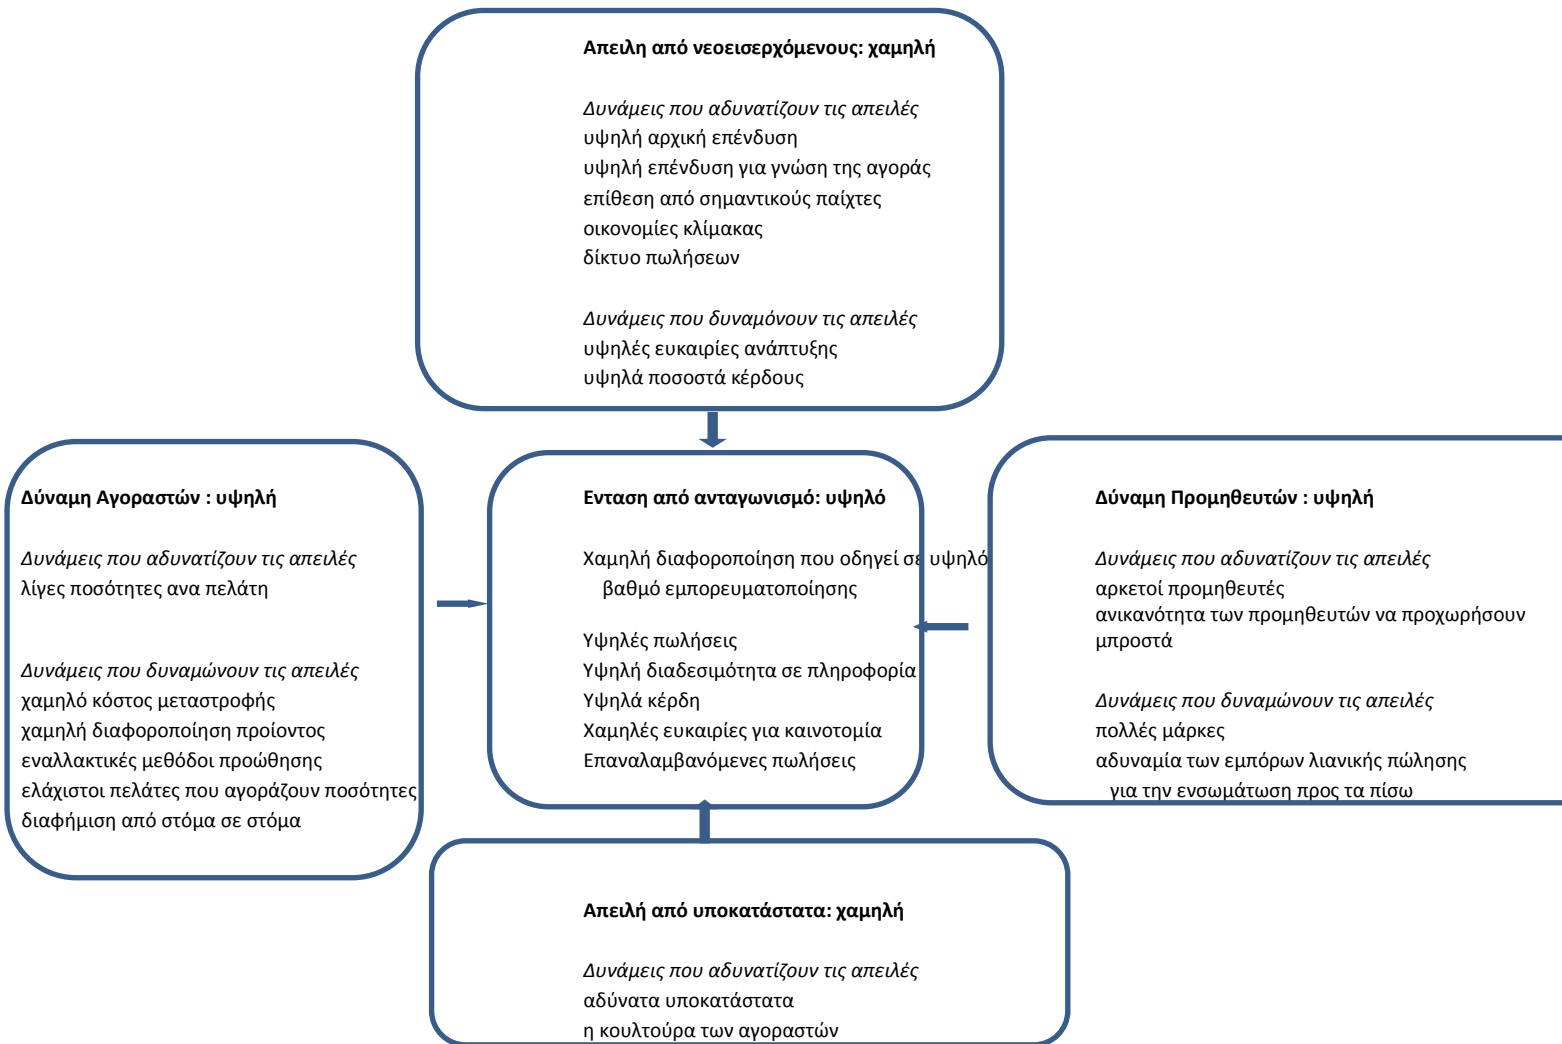 Απειλη από νεοεισερχόμενους: χαμηλή
Δυνάμεις που αδυνατίζουν τις απειλές
υψηλή αρχική επένδυση
υψηλή επένδυση για γνώση της αγοράς
επίθεση από σημαντικούς παίχτες
οικονομίες κλίμακας
δίκτυο πωλήσεων
Δυνάμεις που δυναμόνουν τις απειλές
υψηλές ευκαιρίες ανάπτυξης
υψηλά ποσοστά κέρδους
Δύναμη Αγοραστών : υψηλή
Δυνάμεις που αδυνατίζουν τις απειλές
λίγες ποσότητες ανα πελάτη
Δυνάμεις που δυναμώνουν τις απειλές
χαμηλό κόστος μεταστροφής
χαμηλή διαφοροποίηση προίοντος
εναλλακτικές μεθόδοι προώθησης
ελάχιστοι πελάτες που αγοράζουν ποσότητες
διαφήμιση από στόμα σε στόμα
Ενταση από ανταγωνισμό: υψηλό
Χαμηλή διαφοροποίηση που οδηγεί σε υψηλό
βαθμό εμπορευματοποίησης
Υψηλές πωλήσεις
Υψηλή διαδεσιμότητα σε πληροφορία
Υψηλά κέρδη
Χαμηλές ευκαιρίες για καινοτομία
Επαναλαμβανόμενες πωλήσεις
Δύναμη Προμηθευτών : υψηλή
Δυνάμεις που αδυνατίζουν τις απειλές
αρκετοί προμηθευτές
ανικανότητα των προμηθευτών να προχωρήσουν
μπροστά
Δυνάμεις που δυναμώνουν τις απειλές
πολλές μάρκες
αδυναμία των εμπόρων λιανικής πώλησης
για την ενσωμάτωση προς τα πίσω
Απειλή από υποκατάστατα: χαμηλή
Δυνάμεις που αδυνατίζουν τις απειλές
αδύνατα υποκατάστατα
η κουλτούρα των αγοραστών